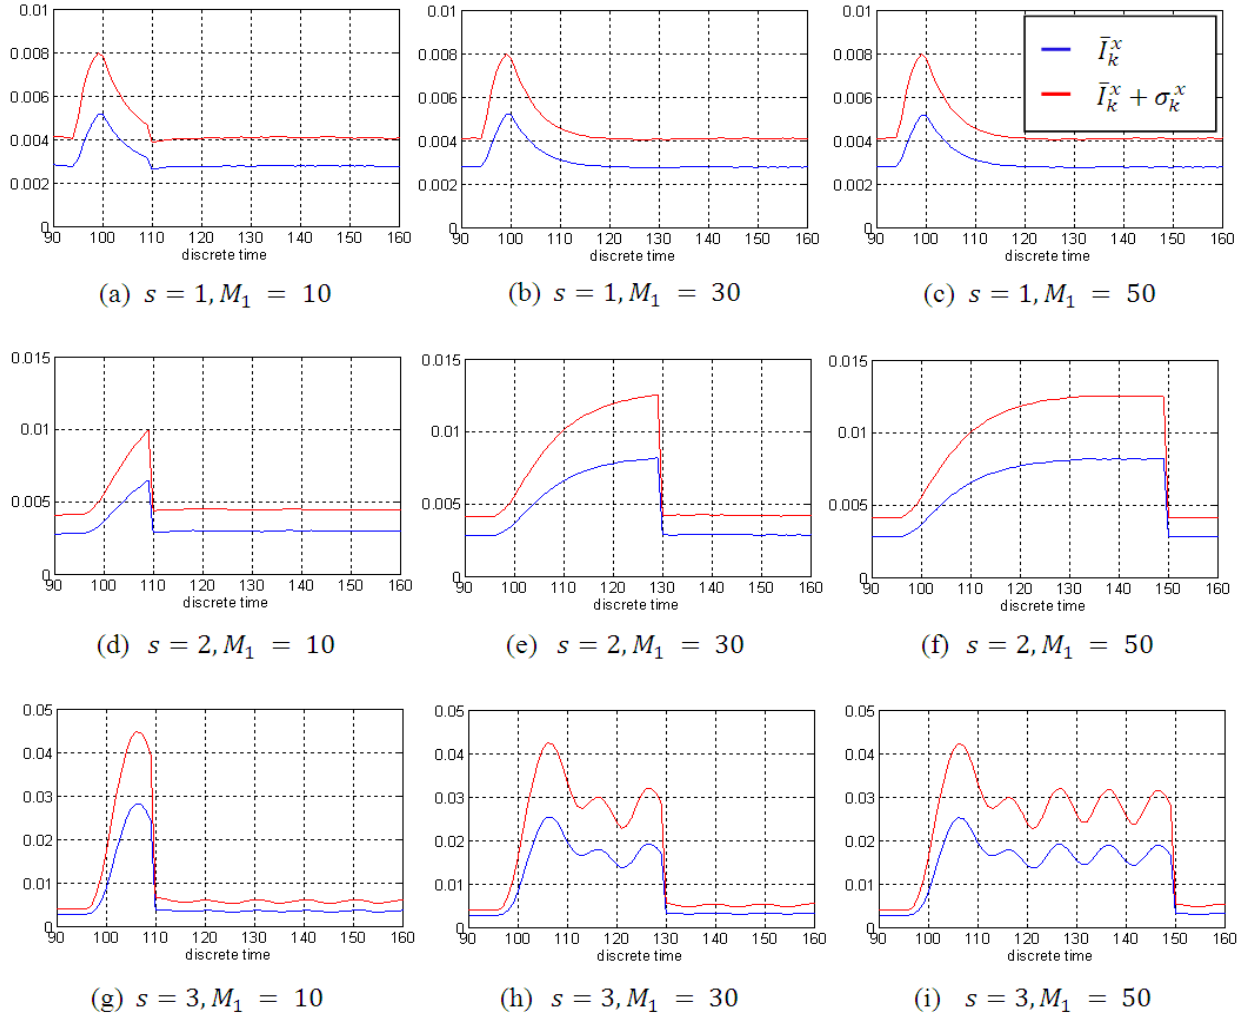 0.01
0.008
0.006
0.004
0.002
0
90 100 110 120 130 140 150 160
discrete time
(a) s = 1, M₁ = 10
0.01
0.008
0.006
0.004
0.002
0
90 100 110 120 130 140 150 160
discrete time
(b) s = 1, M₁ = 30
0.01
0.008
0.006
0.004
0.002
0
90 100 110 120 130 140 150 160
discrete time
Ī_k^x
Ī_k^x + σ_k^x
(c) s = 1, M₁ = 50
0.015
0.01
0.005
0
90 100 110 120 130 140 150 160
discrete time
(d) s = 2, M₁ = 10
0.015
0.01
0.005
0
90 100 110 120 130 140 150 160
discrete time
(e) s = 2, M₁ = 30
0.015
0.01
0.005
0
90 100 110 120 130 140 150 160
discrete time
(f) s = 2, M₁ = 50
0.05
0.04
0.03
0.02
0.01
0
90 100 110 120 130 140 150 160
discrete time
(g) s = 3, M₁ = 10
0.05
0.04
0.03
0.02
0.01
0
90 100 110 120 130 140 150 160
discrete time
(h) s = 3, M₁ = 30
0.05
0.04
0.03
0.02
0.01
0
90 100 110 120 130 140 150 160
discrete time
(i) s = 3, M₁ = 50